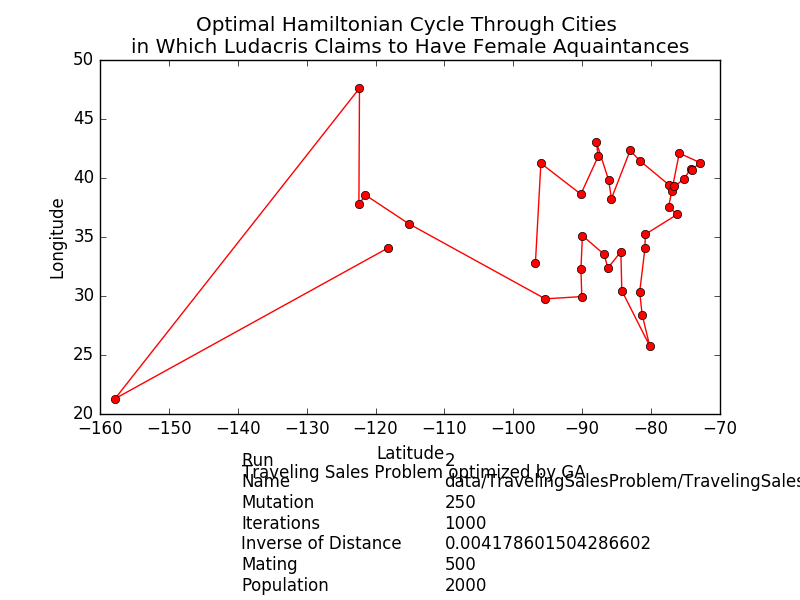 Optimal Hamiltonian Cycle Through Cities
in Which Ludacris Claims to Have Female Aquaintances
50
45
40
35
30
25
20
Longitude
−160 −150 −140 −130 −120 −110 −100 −90 −80 −70
Latitude
Run 2
Traveling Sales Problem optimized by GA
Name data/TravelingSalesProblem/TravelingSales
Mutation 250
Iterations 1000
Inverse of Distance 0.004178601504286602
Mating 500
Population 2000